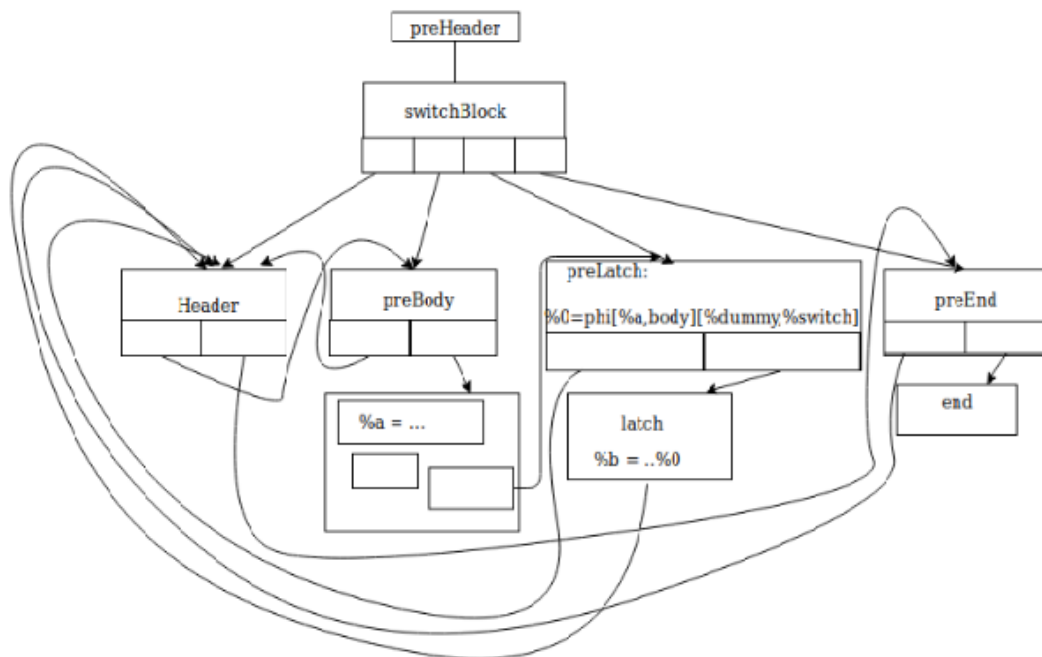 preHeader
switchBlock
Header
preBody
preLatch:
%0=phi[%a,body][%dummy,%switch]
preEnd
%a = ...
latch
%b = ..%0
end